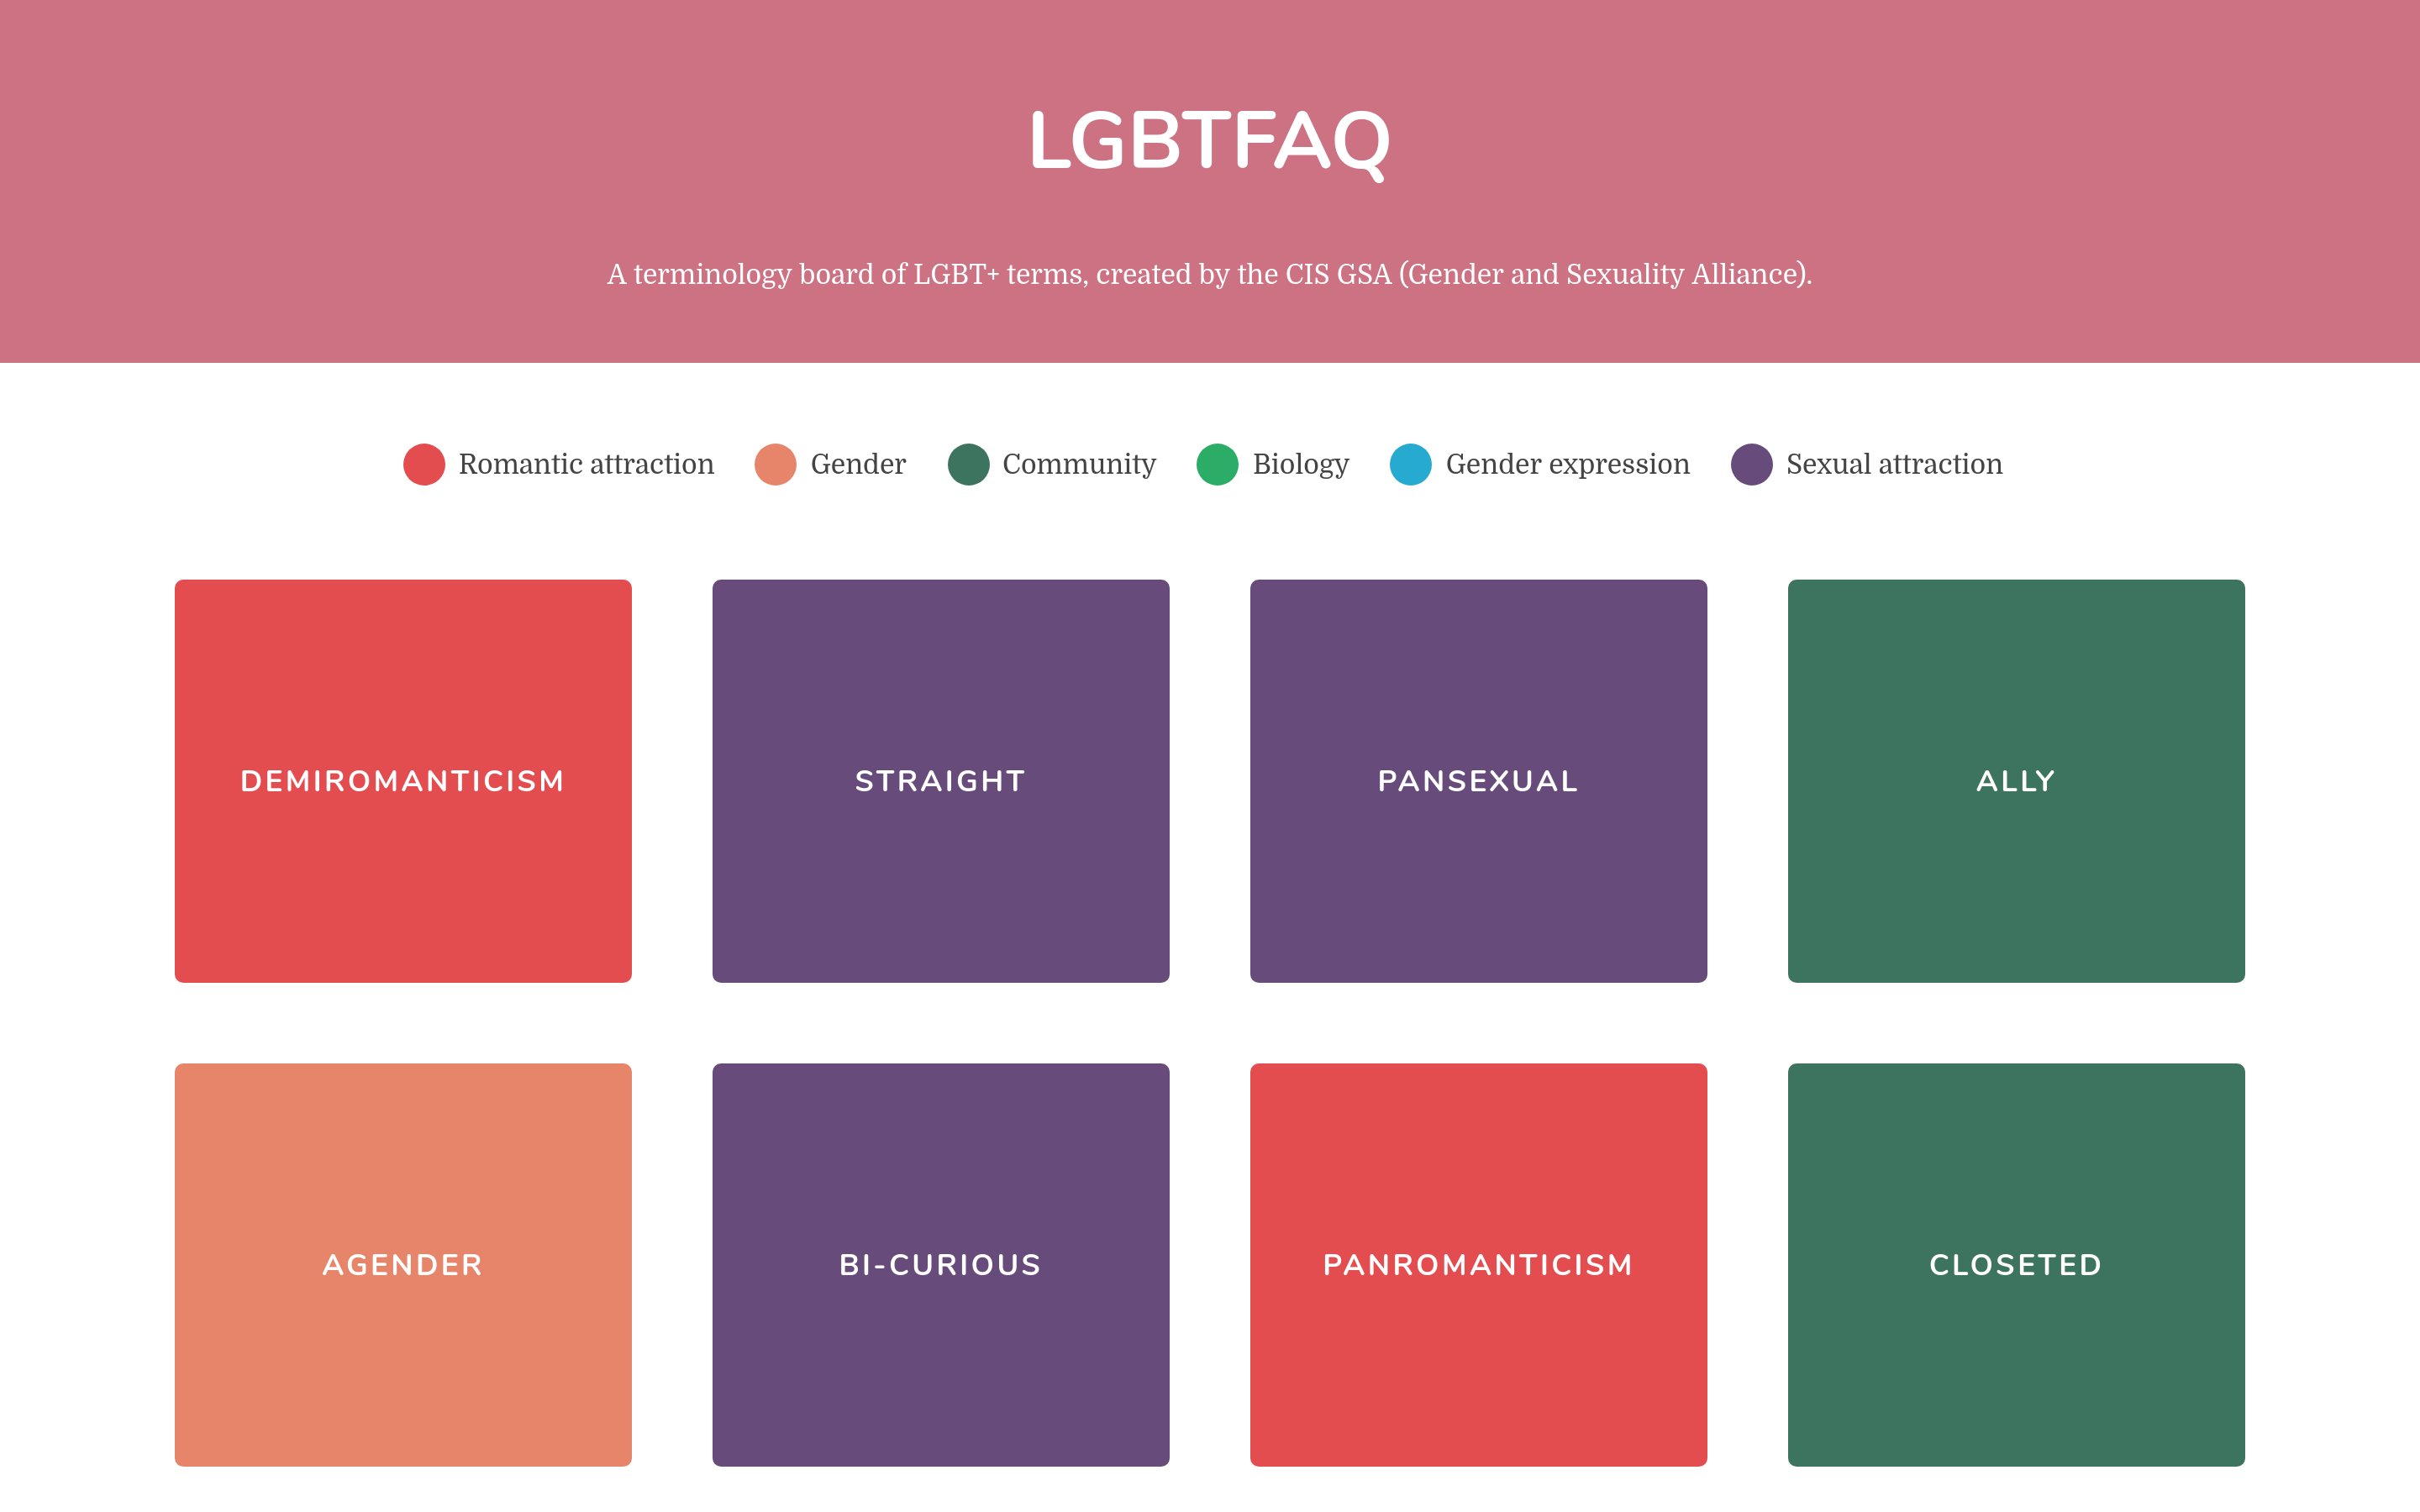 LGBTFAQ
A terminology board of LGBT+ terms, created by the CIS GSA (Gender and Sexuality Alliance).
Romantic attraction Gender Community Biology Gender expression Sexual attraction
DEMIROMANTICISM STRAIGHT PANSEXUAL ALLY
AGENDER BI-CURIOUS PANROMANTICISM CLOSETED